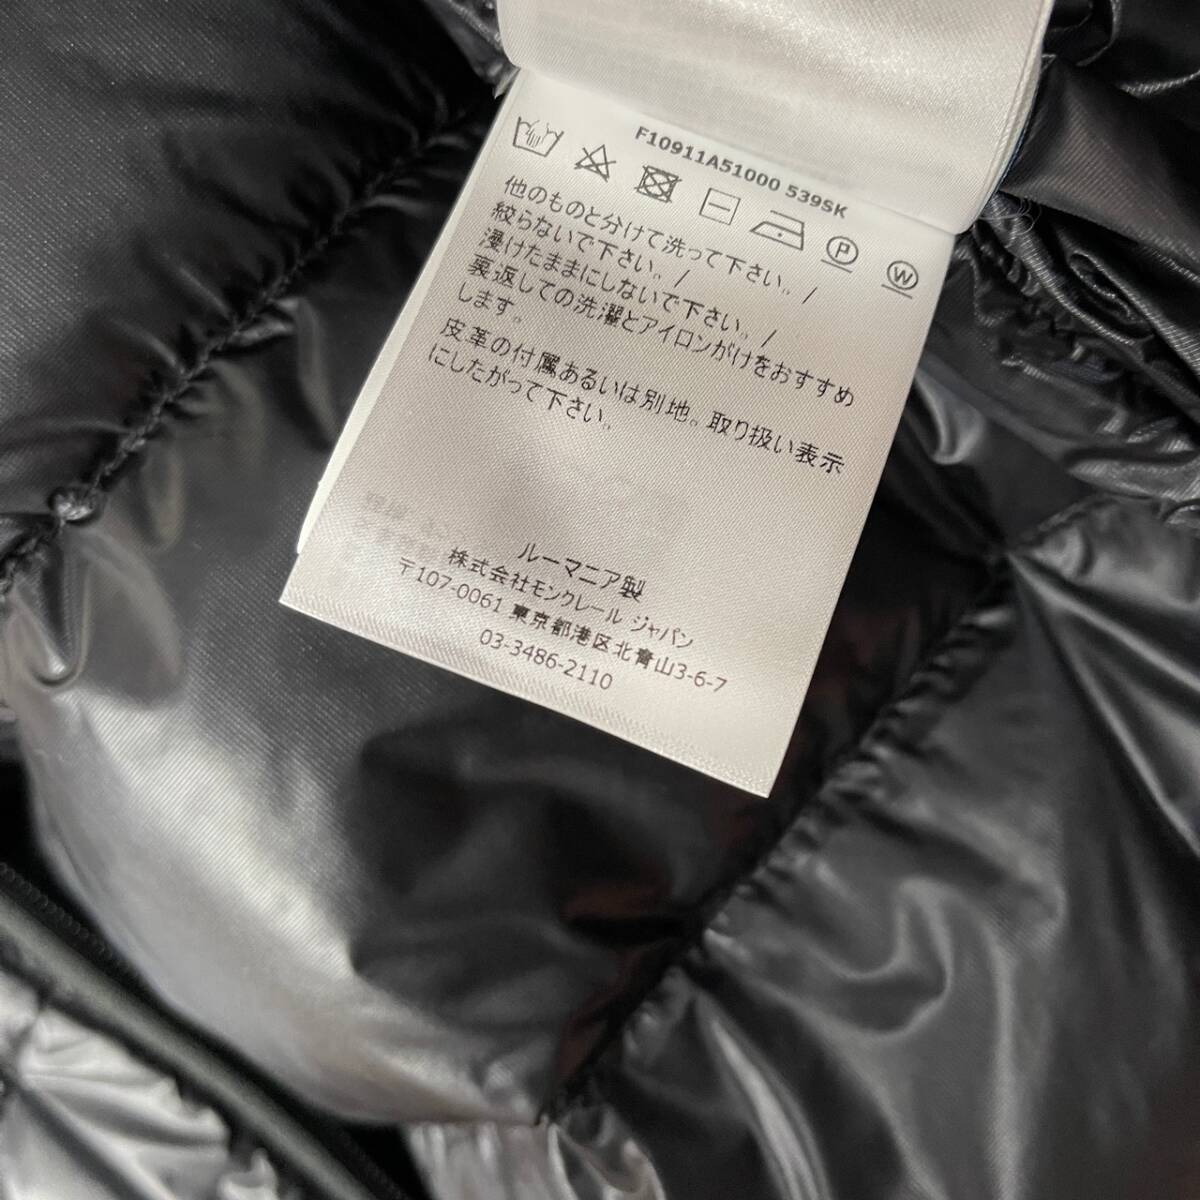 F10911A51000 539SK
P
W
他のものと分けて洗って下さい。/
絞らないで下さい。/
浸けたままにしないで下さい。/
裏返しての洗濯とアイロンがけをおすすめ
します。
皮革の付属あるいは別地。取り扱い表示
にしたがって下さい。
ルーマニア製
株式会社モンクレール ジャパン
〒107-0061 東京都港区北青山3-6-7
03-3486-2110